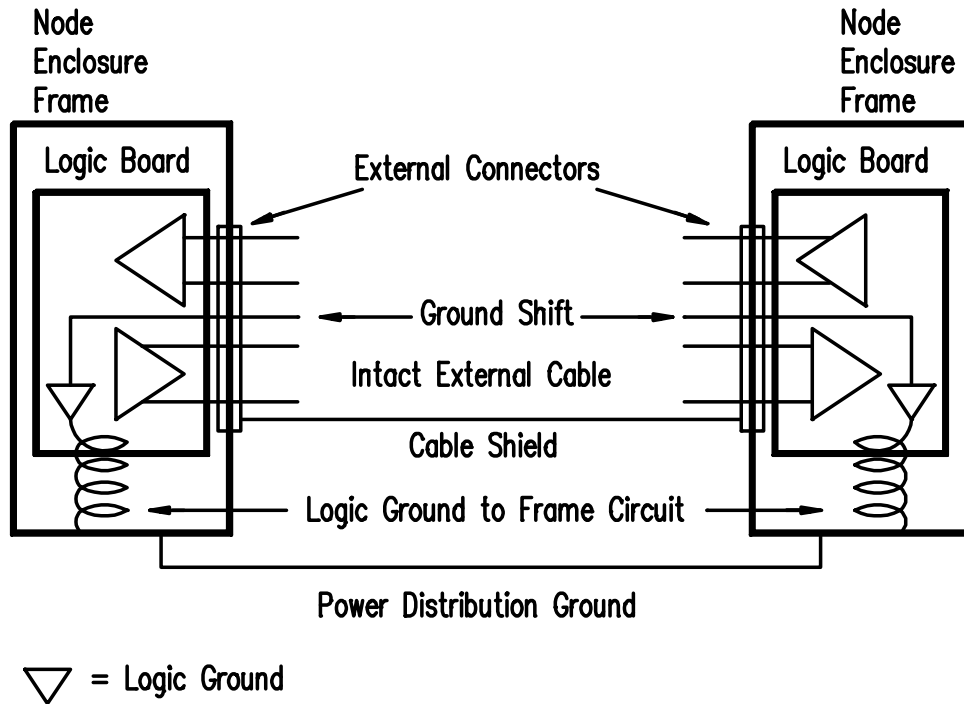 Node
Enclosure
Frame
Node
Enclosure
Frame
Logic Board
Logic Board
External Connectors
Ground Shift
Intact External Cable
Cable Shield
Logic Ground to Frame Circuit
Power Distribution Ground
= Logic Ground